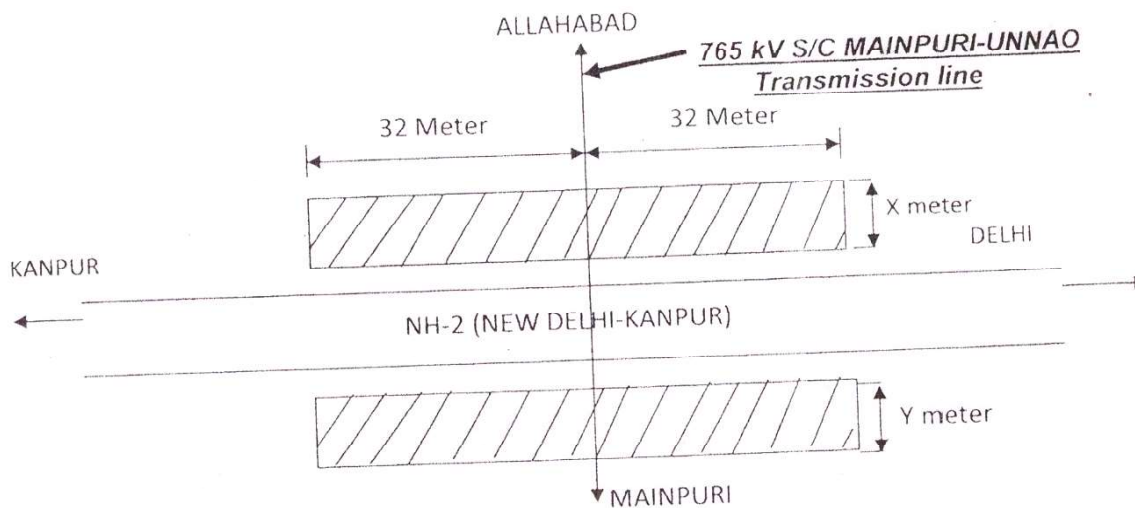 ALLAHABAD
765 kV S/C MAINPURI-UNNAO
Transmission line
32 Meter
32 Meter
X meter
DELHI
KANPUR
NH-2 (NEW DELHI-KANPUR)
Y meter
MAINPURI